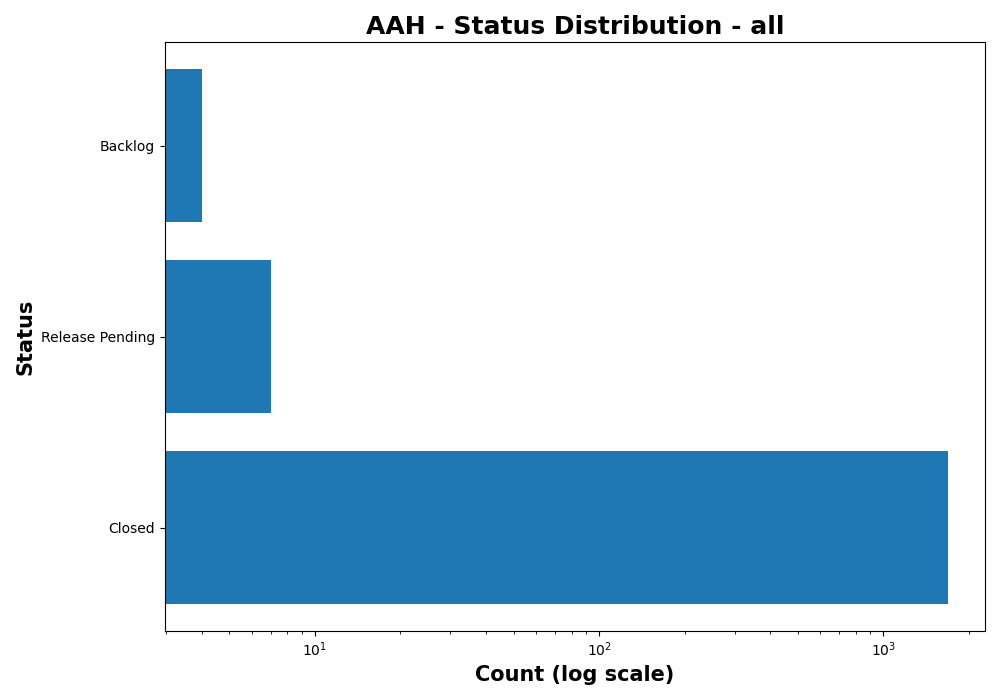 AAH - Status Distribution - all
Status
Backlog
Release Pending
Closed
10¹
10²
10³
Count (log scale)